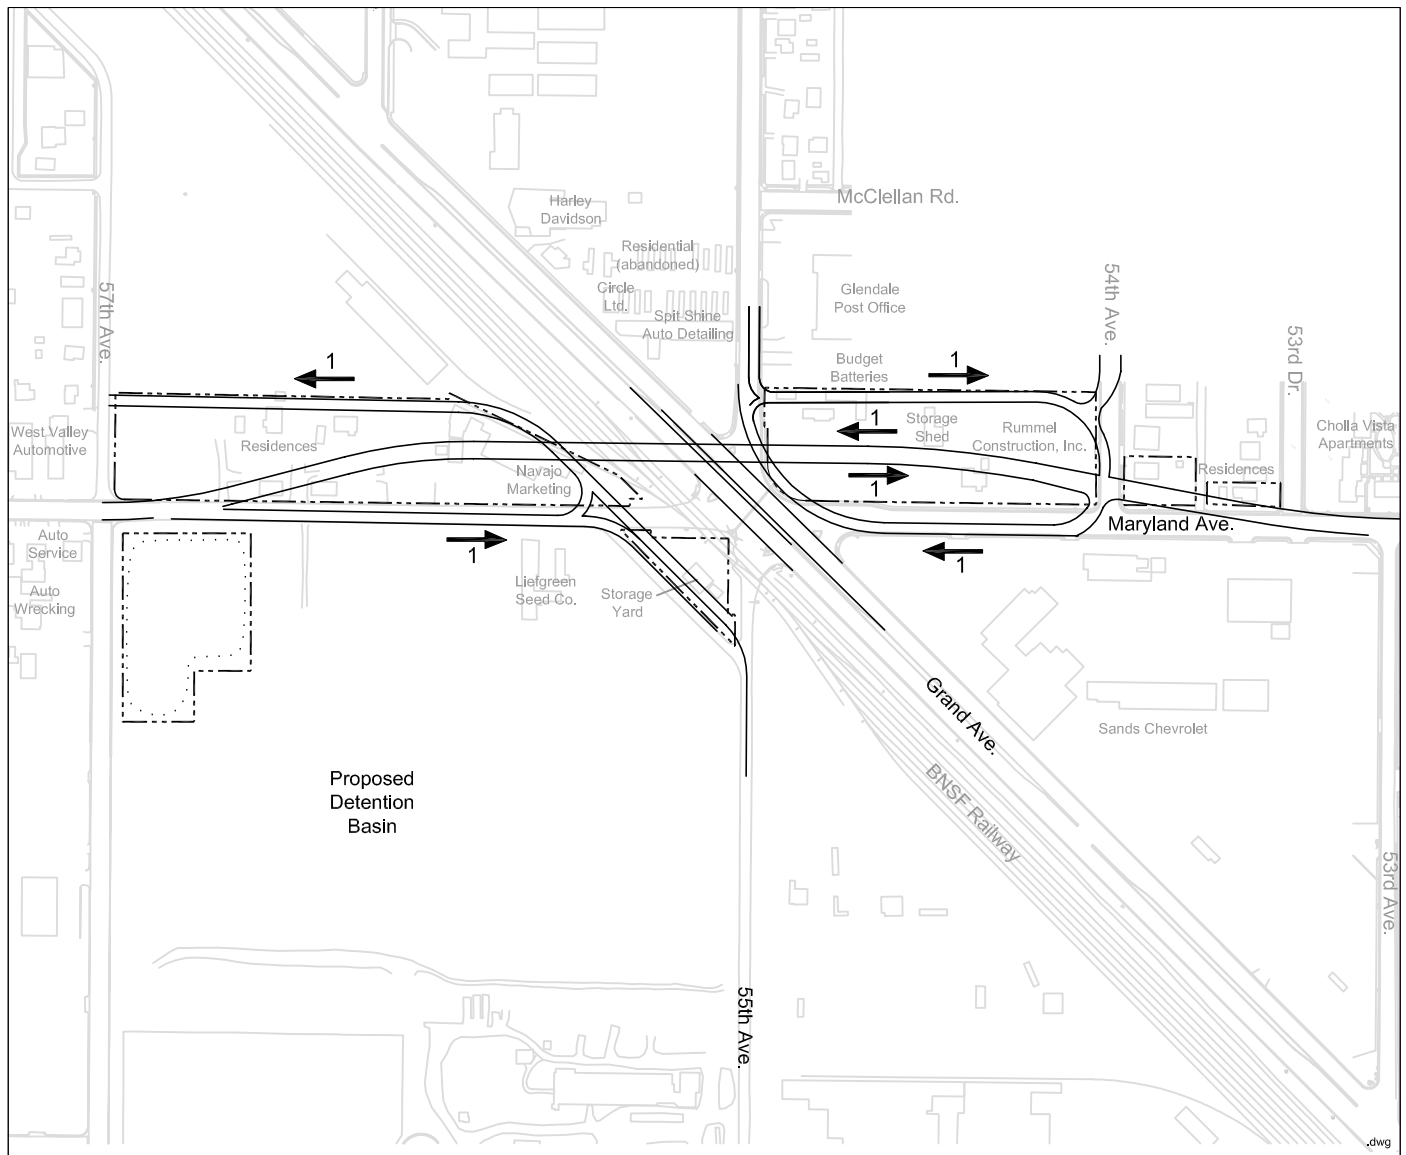 McClellan Rd.
Harley
Davidson
Residential
(abandoned)
Circle
Ltd.
Spit Shine
Auto Detailing
Glendale
Post Office
57th Ave.
54th Ave.
53rd Dr.
1
1
Budget
Batteries
1
Storage
Shed
Rummel
Construction, Inc.
Cholla Vista
Apartments
West Valley
Automotive
Residences
Navajo
Marketing
1
Residences
Maryland Ave.
Auto
Service
1
1
Auto
Wrecking
Liefgreen
Seed Co.
Storage
Yard
Grand Ave.
Sands Chevrolet
BNSF Railway
Proposed
Detention
Basin
53rd Ave.
55th Ave.
.dwg